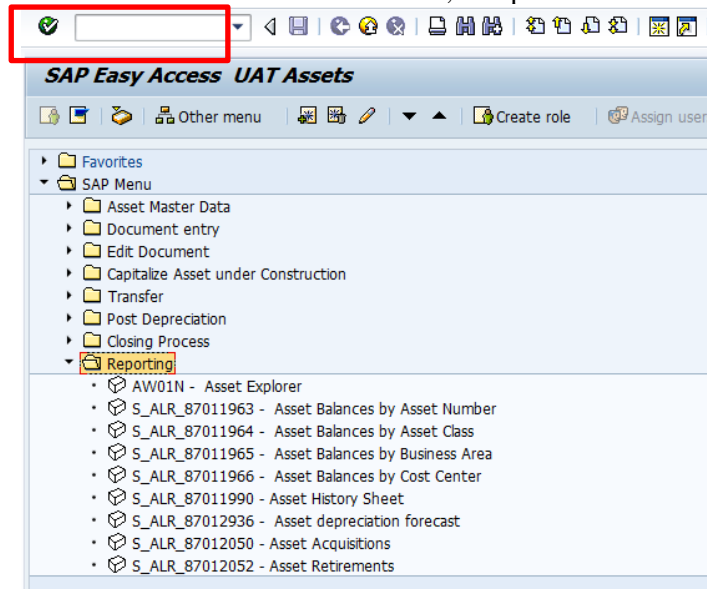 SAP Easy Access UAT Assets
Other menu Create role Assign user
Favorites
SAP Menu
Asset Master Data
Document entry
Edit Document
Capitalize Asset under Construction
Transfer
Post Depreciation
Closing Process
Reporting
AW01N - Asset Explorer
S_ALR_87011963 - Asset Balances by Asset Number
S_ALR_87011964 - Asset Balances by Asset Class
S_ALR_87011965 - Asset Balances by Business Area
S_ALR_87011966 - Asset Balances by Cost Center
S_ALR_87011990 - Asset History Sheet
S_ALR_87012936 - Asset depreciation forecast
S_ALR_87012050 - Asset Acquisitions
S_ALR_87012052 - Asset Retirements